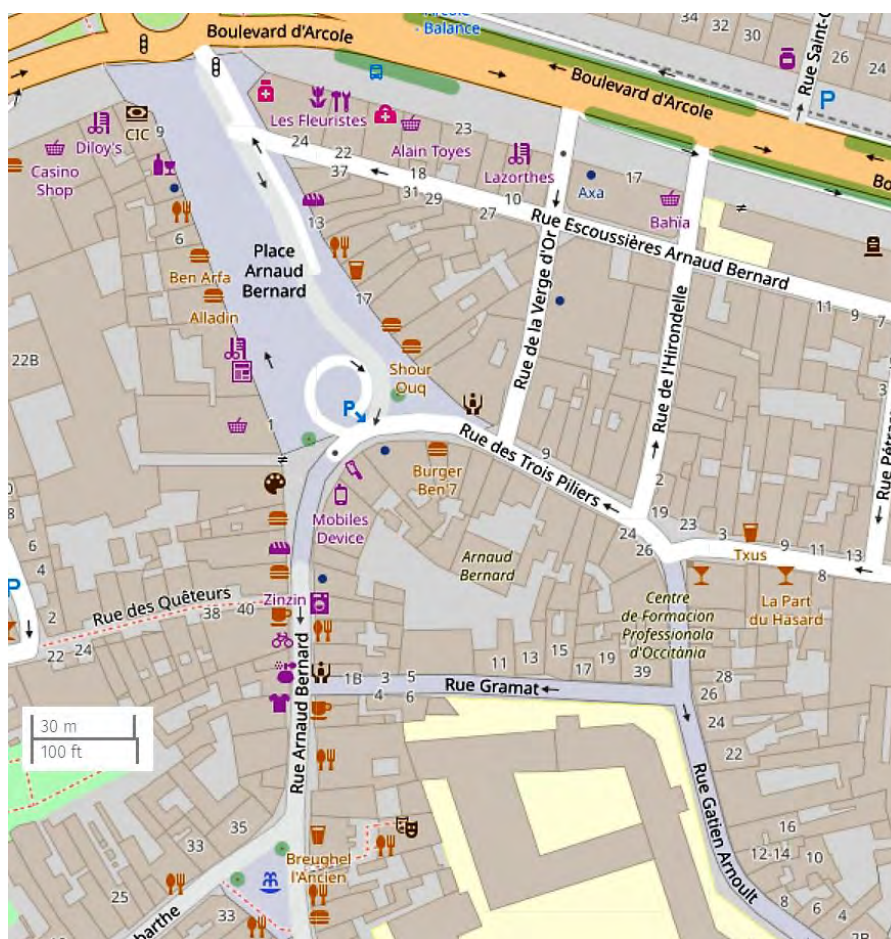 Boulevard d'Arcole
- Balance
34
32
30
26
24
Rue Saint-
P
Boulevard d'Arcole
CIC
9
Diloy's
Casino
Shop
Les Fleuristes
Alain Toyes
23
Lazorthes
24
22
37
18
31
29
10
27
Axa
17
Bahïa
≠
Rue Escoussières Arnaud Bernard
11
9
7
3
6
Ben Arfa
Alladin
Place
Arnaud
Bernard
13
17
Shour
Ouq
Rue de la Verge d'Or
Rue de l'Hirondelle
22B
1
≠
P
Burger
Ben'7
Rue des Trois Piliers
9
2
19
24
26
23
3
9
11
13
8
Txus
La Part
du Hasard
Mobiles
Device
Arnaud
Bernard
Centre
de Formacion
Professionala
d'Occitània
6
4
P
2
22
24
Rue des Quêteurs
38
40
Zinzin
1B
3
5
4
6
11
13
15
17
19
39
Rue Gramat
28
26
24
22
30 m
100 ft
Rue Arnaud Bernard
Rue Gatien Arnoult
35
33
25
33
Breughel
l'Ancien
16
12-14
10
8
6
4
barthe